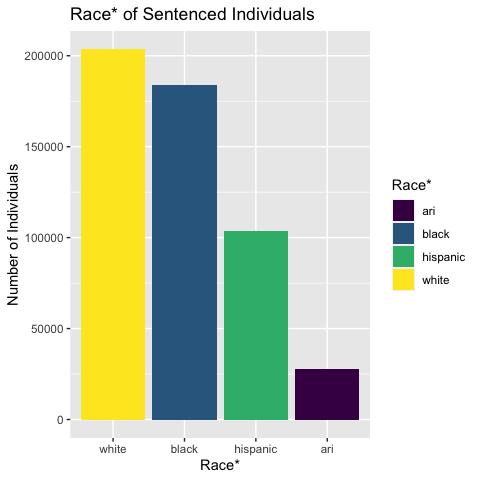 Race* of Sentenced Individuals
Number of Individuals
200000
150000
100000
50000
0
white black hispanic ari
Race*
Race*
ari
black
hispanic
white